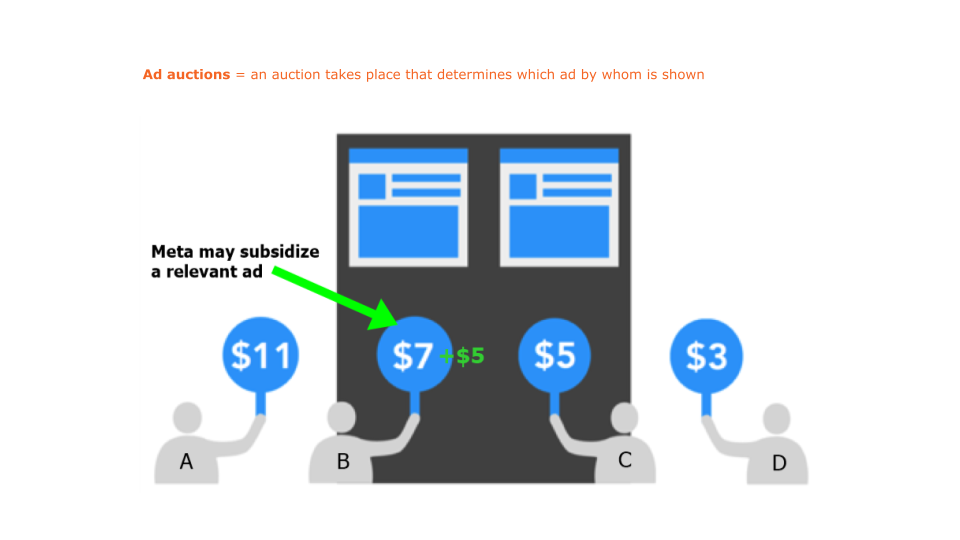 Ad auctions = an auction takes place that determines which ad by whom is shown
Meta may subsidize
a relevant ad
$11
$7 +$5
$5
$3
A
B
C
D